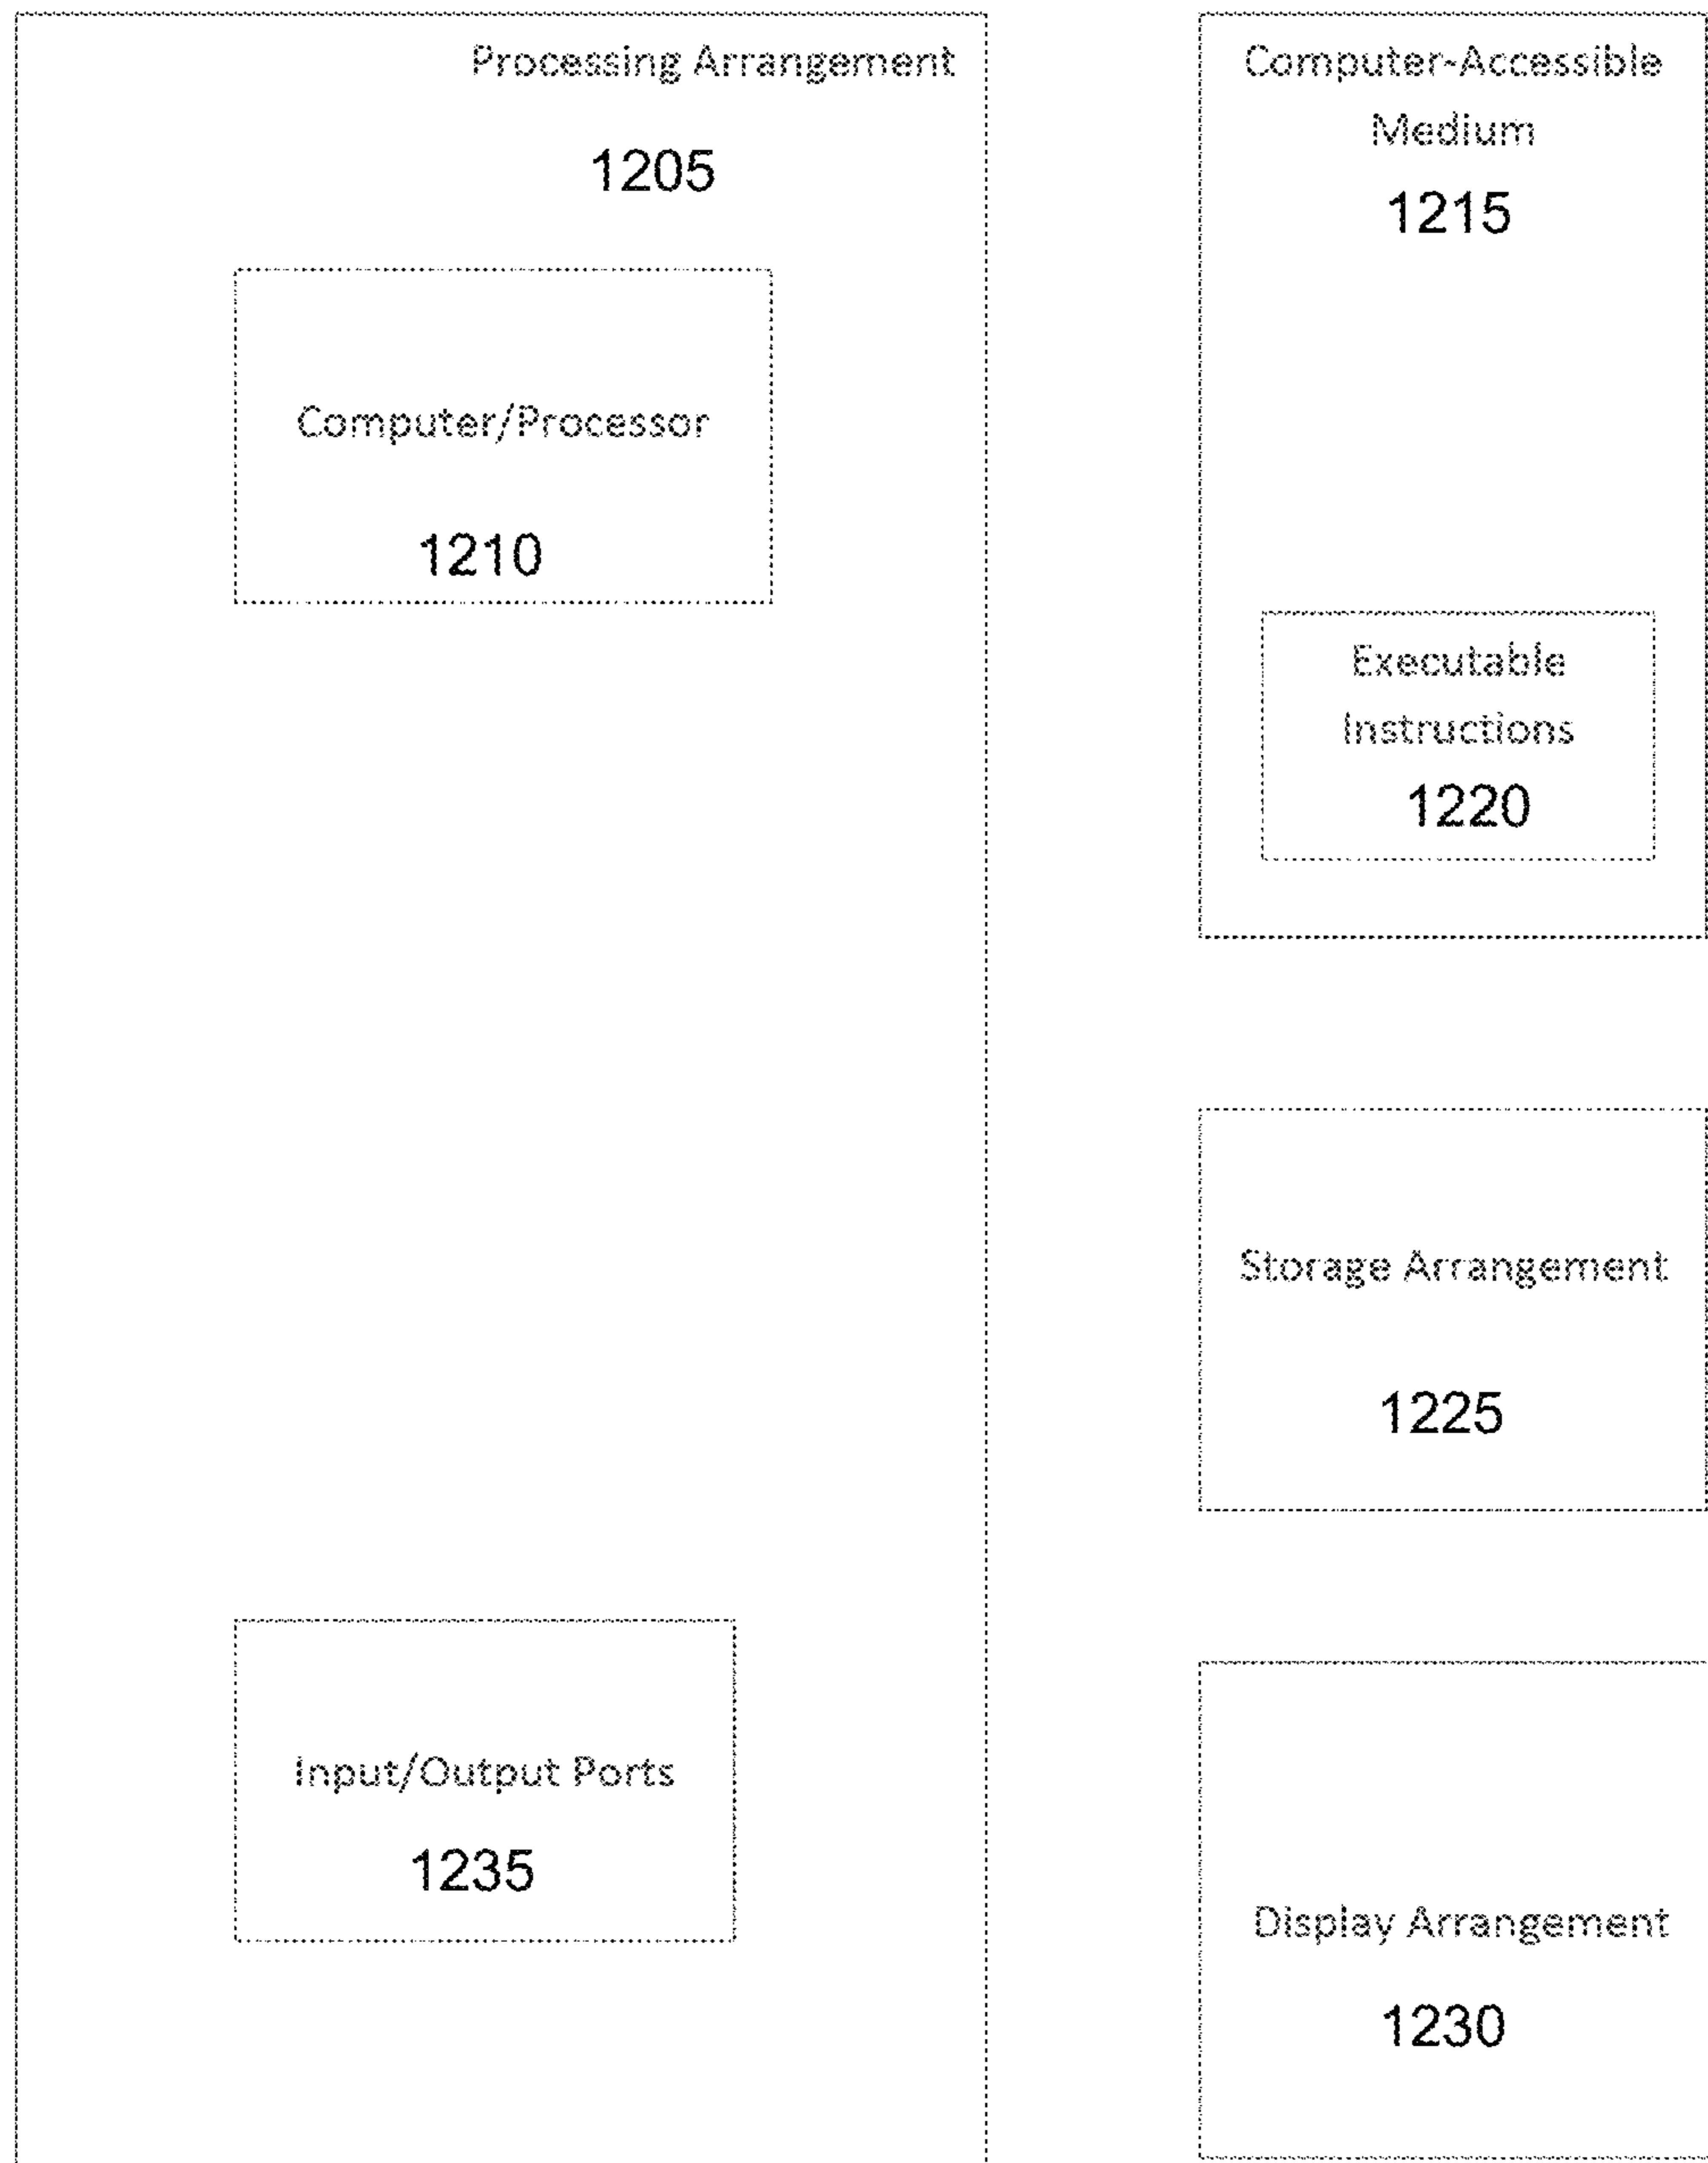 Processing Arrangement
1205
Computer/Processor
1210
Input/Output Ports
1235
Computer-Accessible
Medium
1215
Executable
Instructions
1220
Storage Arrangement
1225
Display Arrangement
1230